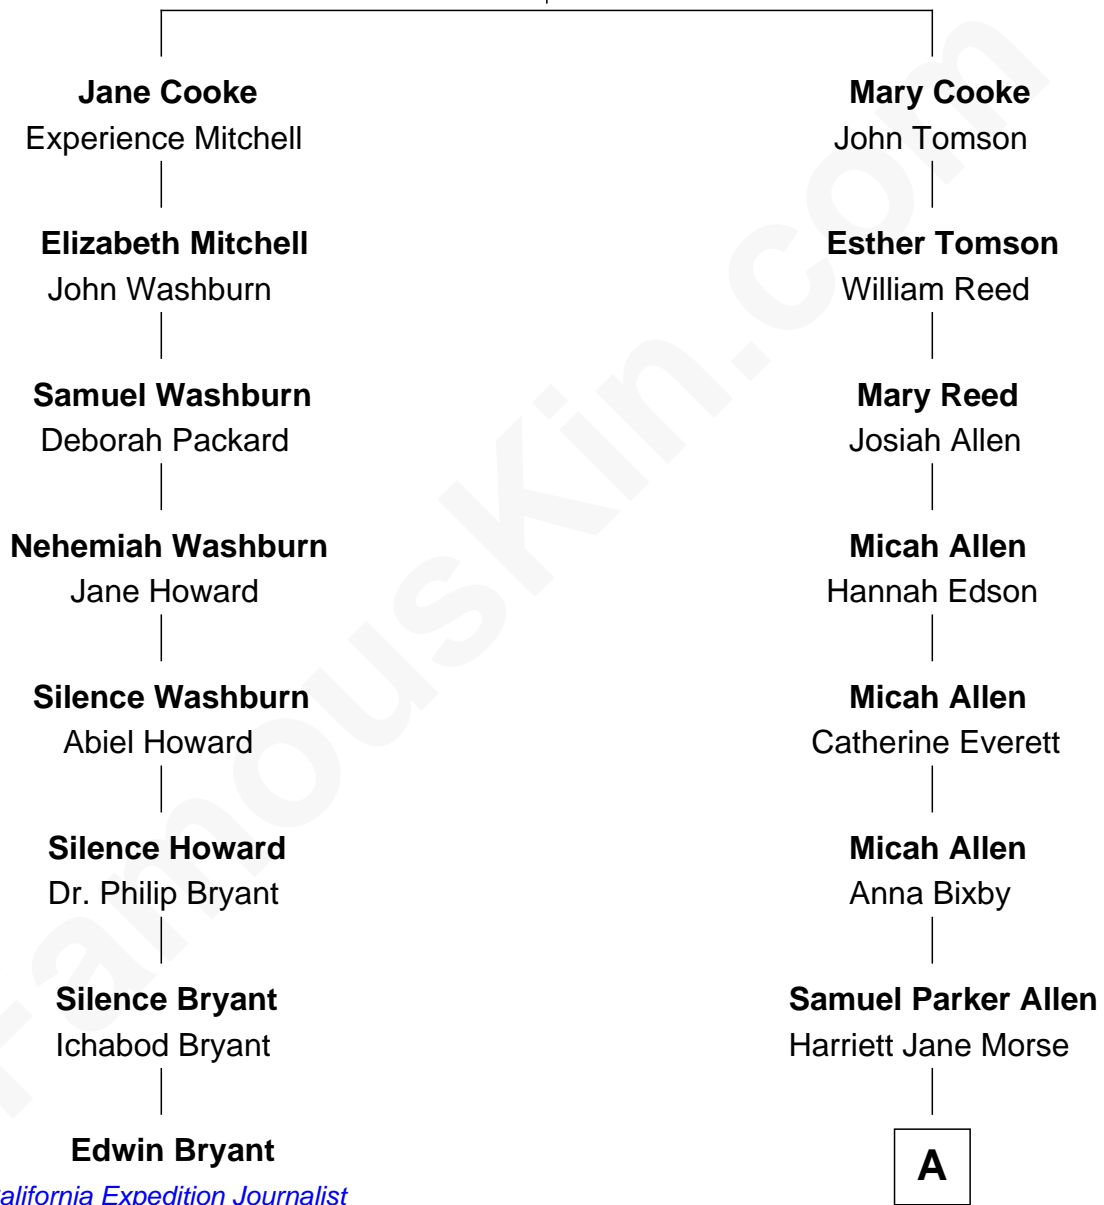 Jane Cooke
Experience Mitchell
Elizabeth Mitchell
John Washburn
Samuel Washburn
Deborah Packard
Nehemiah Washburn
Jane Howard
Silence Washburn
Abiel Howard
Silence Howard
Dr. Philip Bryant
Silence Bryant
Ichabod Bryant
Edwin Bryant
alifornia Expedition Journalist
Mary Cooke
John Tomson
Esther Tomson
William Reed
Mary Reed
Josiah Allen
Micah Allen
Hannah Edson
Micah Allen
Catherine Everett
Micah Allen
Anna Bixby
Samuel Parker Allen
Harriett Jane Morse
A
FamousKin.com